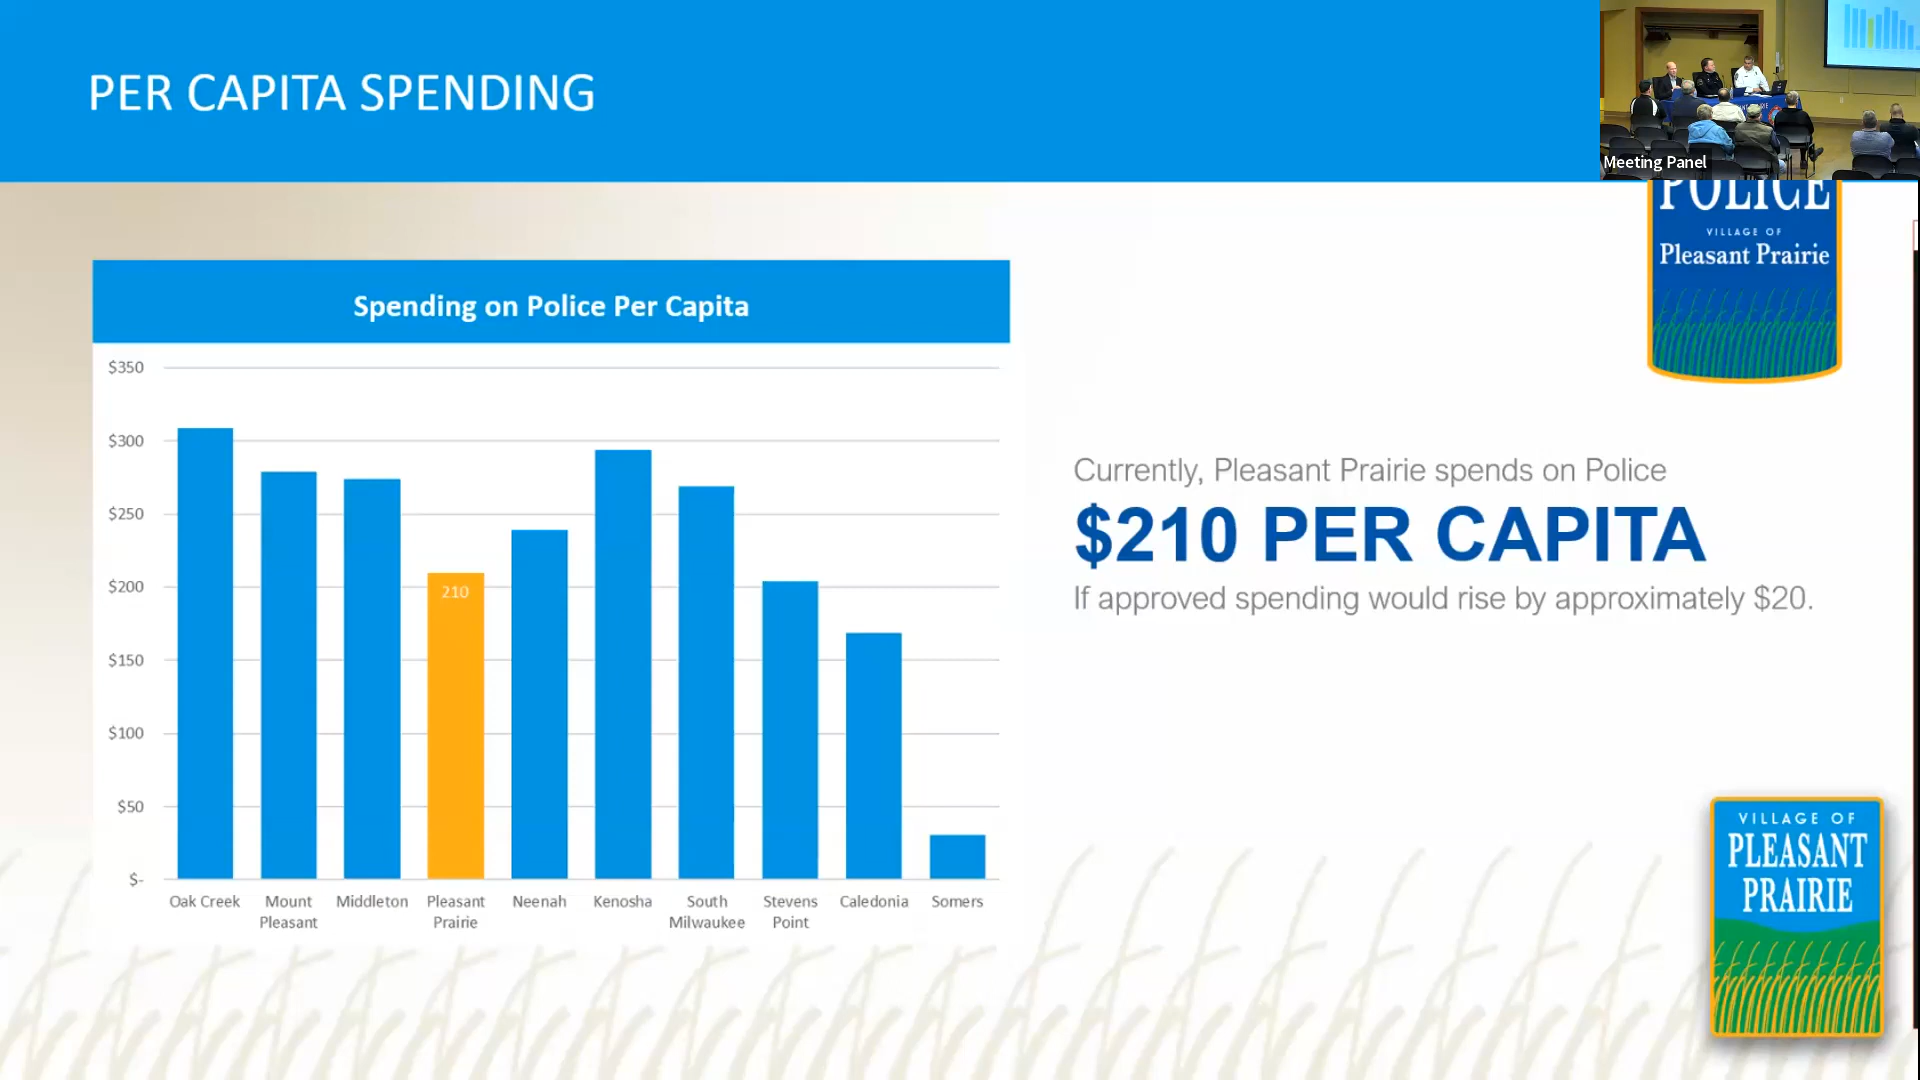 PER CAPITA SPENDING
Meeting Panel
POLICE
VILLAGE OF
Pleasant Prairie
Spending on Police Per Capita
$350
$300
$250
$200
$150
$100
$50
$-
210
Oak Creek
Mount
Pleasant
Middleton
Pleasant
Prairie
Neenah
Kenosha
South
Milwaukee
Stevens
Point
Caledonia
Somers
Currently, Pleasant Prairie spends on Police
$210 PER CAPITA
If approved spending would rise by approximately $20.
VILLAGE OF
PLEASANT
PRAIRIE